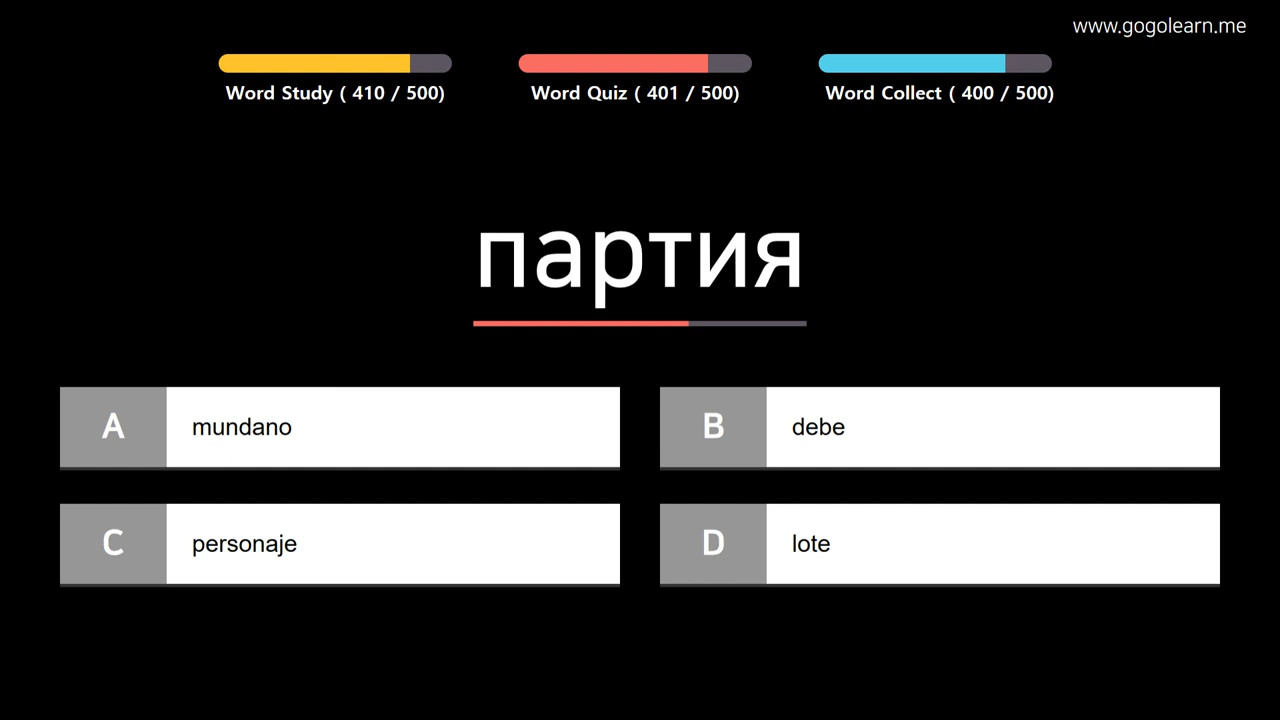 www.gogolearn.me
Word Study ( 410 / 500)
Word Quiz ( 401 / 500)
Word Collect ( 400 / 500)
партия
A mundano
B debe
C personaje
D lote